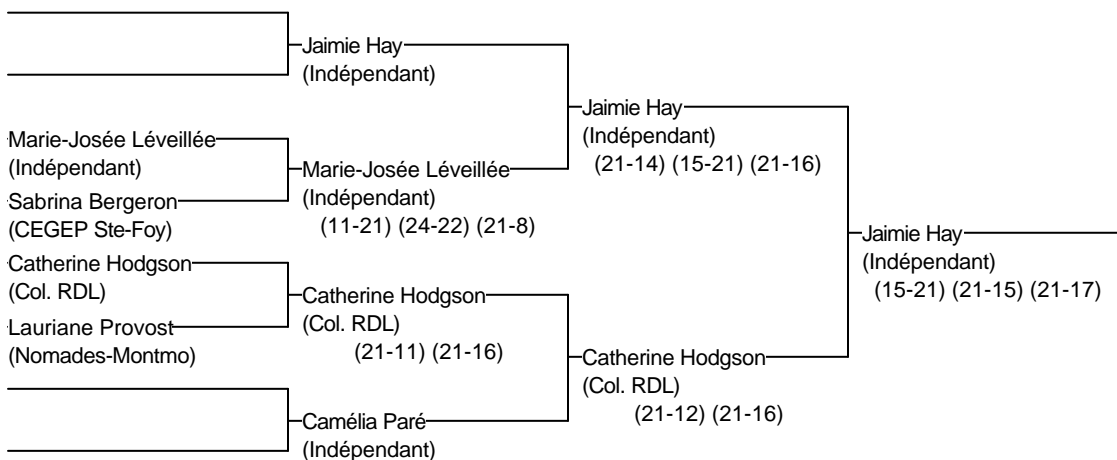 Jaimie Hay
(Indépendant)
Jaimie Hay
(Indépendant)
(21-14) (15-21) (21-16)
Marie-Josée Léveillée
(Indépendant)
Marie-Josée Léveillée
(Indépendant)
(11-21) (24-22) (21-8)
Sabrina Bergeron
(CEGEP Ste-Foy)
Jaimie Hay
(Indépendant)
(15-21) (21-15) (21-17)
Catherine Hodgson
(Col. RDL)
Catherine Hodgson
(Col. RDL)
(21-11) (21-16)
Lauriane Provost
(Nomades-Montmo)
Catherine Hodgson
(Col. RDL)
(21-12) (21-16)
Camélia Paré
(Indépendant)